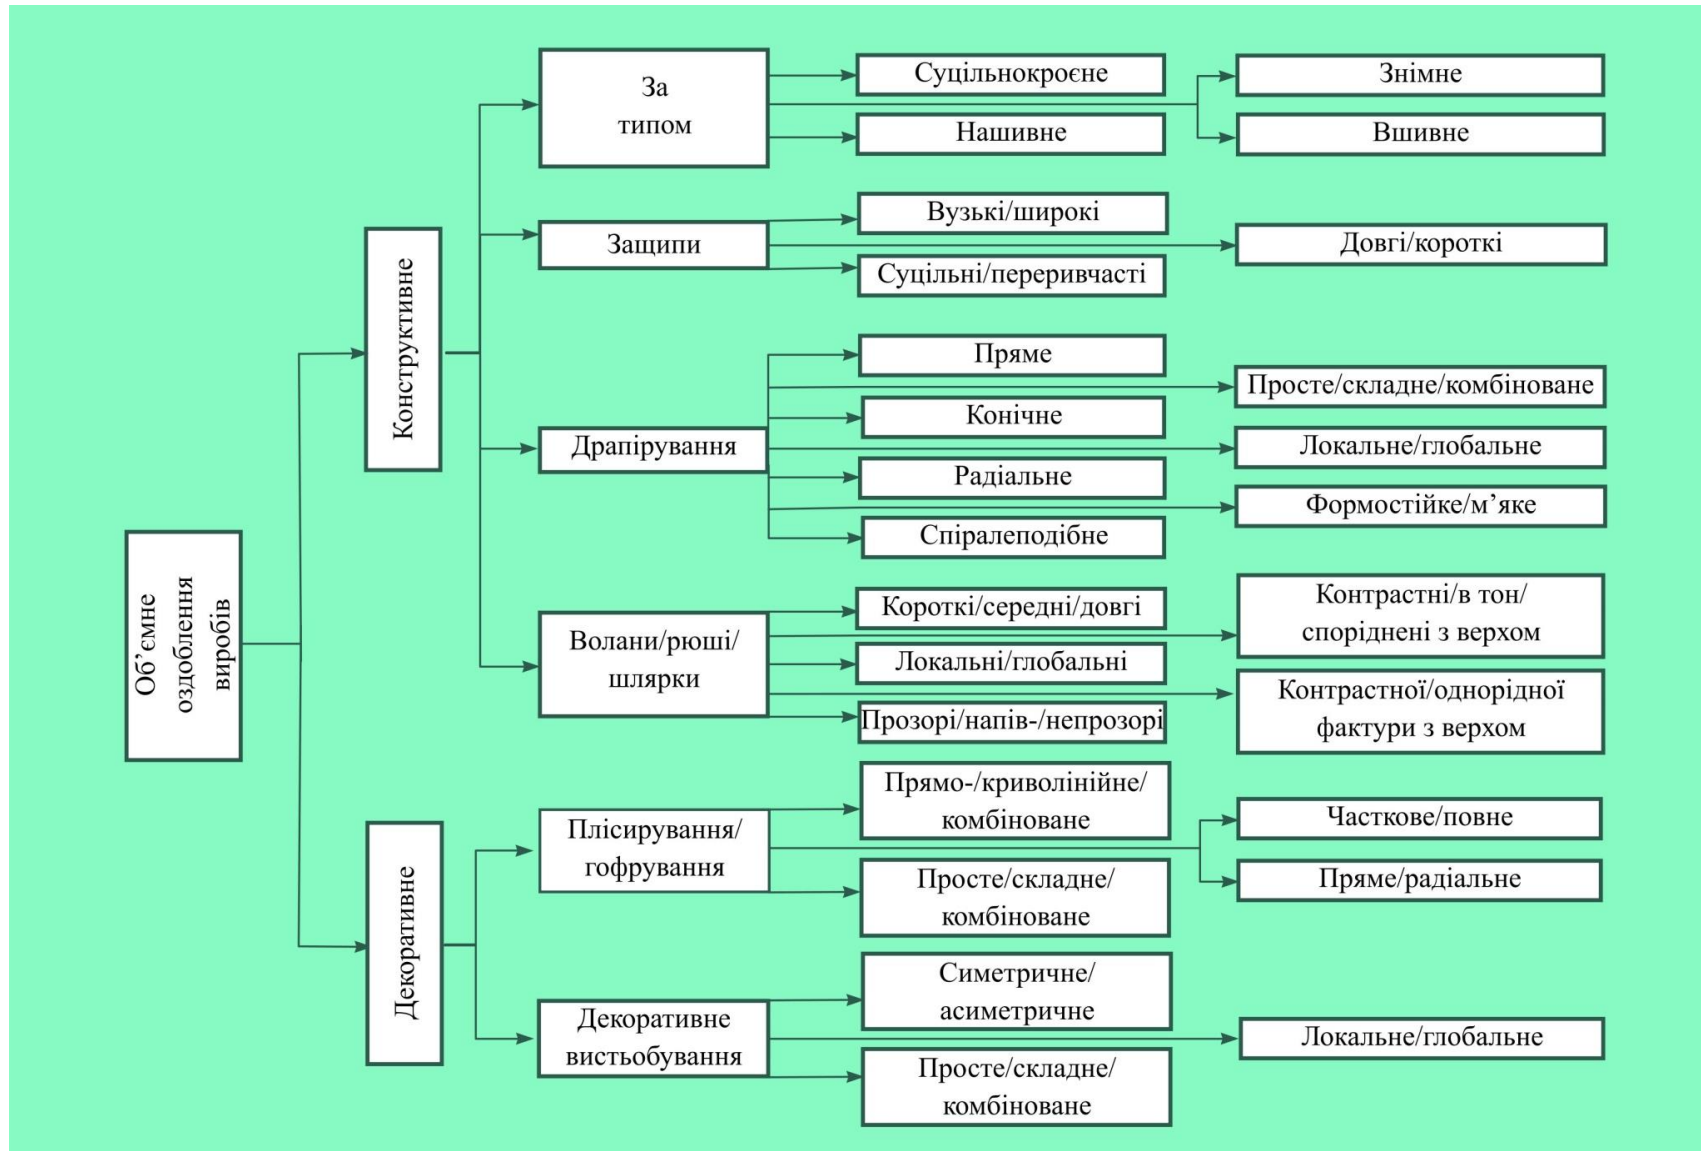 Об’ємне
оздоблення
виробів
Конструктивне
За
типом
Суцільнокроєне
Знімне
Нашивне
Вшивне
Защипи
Вузькі/широкі
Довгі/короткі
Суцільні/переривчасті
Драпірування
Пряме
Просте/складне/комбіноване
Конічне
Локальне/глобальне
Радіальне
Формостійке/м’яке
Спіралеподібне
Волани/рюші/
шлярки
Короткі/середні/довгі
Контрастні/в тон/
споріднені з верхом
Локальні/глобальні
Контрастної/однорідної
фактури з верхом
Прозорі/напів-/непрозорі
Декоративне
Плісирування/
гофрування
Прямо-/криволінійне/
комбіноване
Часткове/повне
Просте/складне/
комбіноване
Пряме/радіальне
Декоративне
вистьобування
Симетричне/
асиметричне
Локальне/глобальне
Просте/складне/
комбіноване